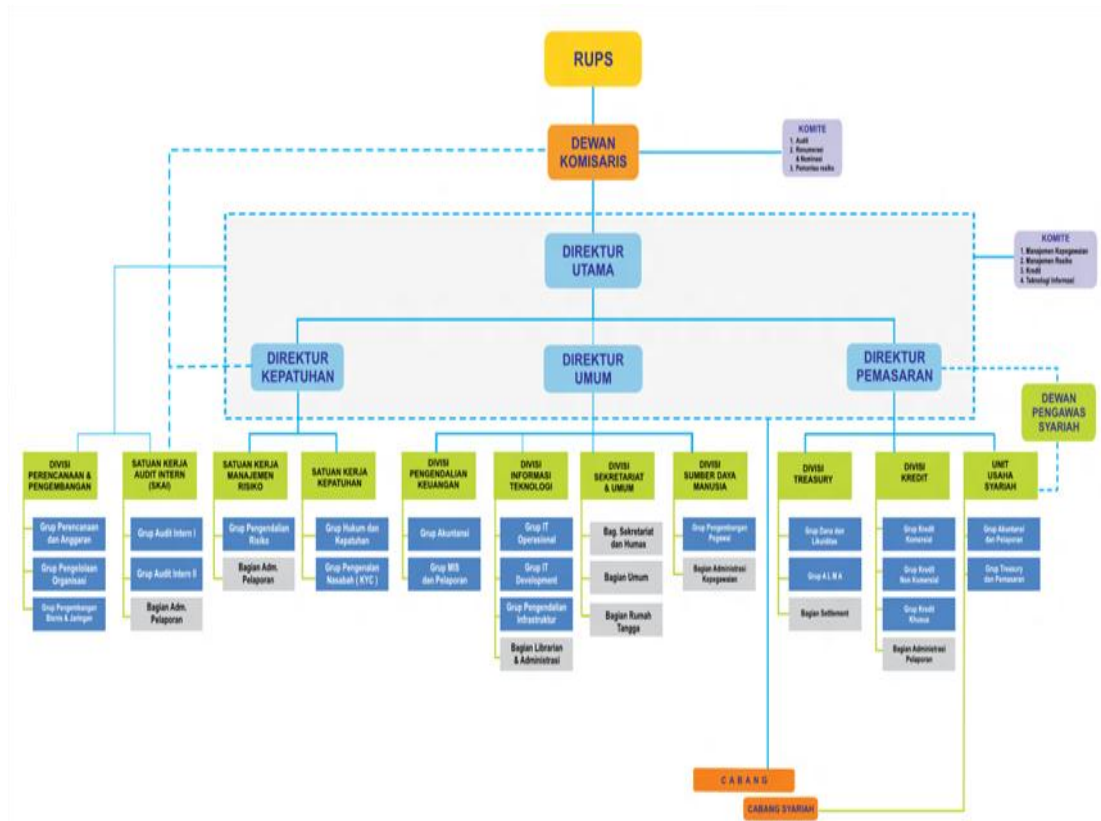 RUPS
DEWAN
KOMISARIS
KOMITE
1. Audit
2. Renumerasi
& Nominasi
3. Pemantau resiko
DIREKTUR
UTAMA
KOMITE
1. Manajemen Kepegawaian
2. Manajemen Resiko
3. Kredit
4. Teknologi Informasi
DIREKTUR
KEPATUHAN
DIREKTUR
UMUM
DIREKTUR
PEMASARAN
DEWAN
PENGAWAS
SYARIAH
DIVISI
PERENCANAAN &
PENGEMBANGAN
Grup Perencanaan
dan Anggaran
Grup Pengelolaan
Organisasi
Grup Pengembangan
Bisnis & Jaringan
SATUAN KERJA
AUDIT INTERN
(SKAI)
Grup Audit Intern I
Grup Audit Intern II
Bagian Adm.
Pelaporan
SATUAN KERJA
MANAJEMEN
RISIKO
Grup Pengendalian
Risiko
Bagian Adm.
Pelaporan
SATUAN KERJA
KEPATUHAN
Grup Hukum dan
Kepatuhan
Grup Pengenalan
Nasabah ( KYC )
DIVISI
PENGENDALIAN
KEUANGAN
Grup Akuntansi
Grup MIS
dan Pelaporan
DIVISI
INFORMASI
TEKNOLOGI
Grup IT
Operasional
Grup IT
Development
Grup Pengendalian
Infrastruktur
Bagian Librarian
& Administrasi
DIVISI
SEKRETARIAT
& UMUM
Bag. Sekretariat
dan Humas
Bagian Umum
Bagian Rumah
Tangga
DIVISI
SUMBER DAYA
MANUSIA
Grup Pengembangan
Pegawai
Bagian Administrasi
Kepegawaian
DIVISI
TREASURY
Grup Dana dan
Likuiditas
Grup A L M A
Bagian Settlement
DIVISI
KREDIT
Grup Kredit
Komersial
Grup Kredit
Non Komersial
Grup Kredit
Khusus
Bagian Administrasi
Pelaporan
UNIT
USAHA
SYARIAH
Grup Akuntansi
dan Pelaporan
Grup Treasury
dan Pemasaran
C A B A N G
CABANG SYARIAH